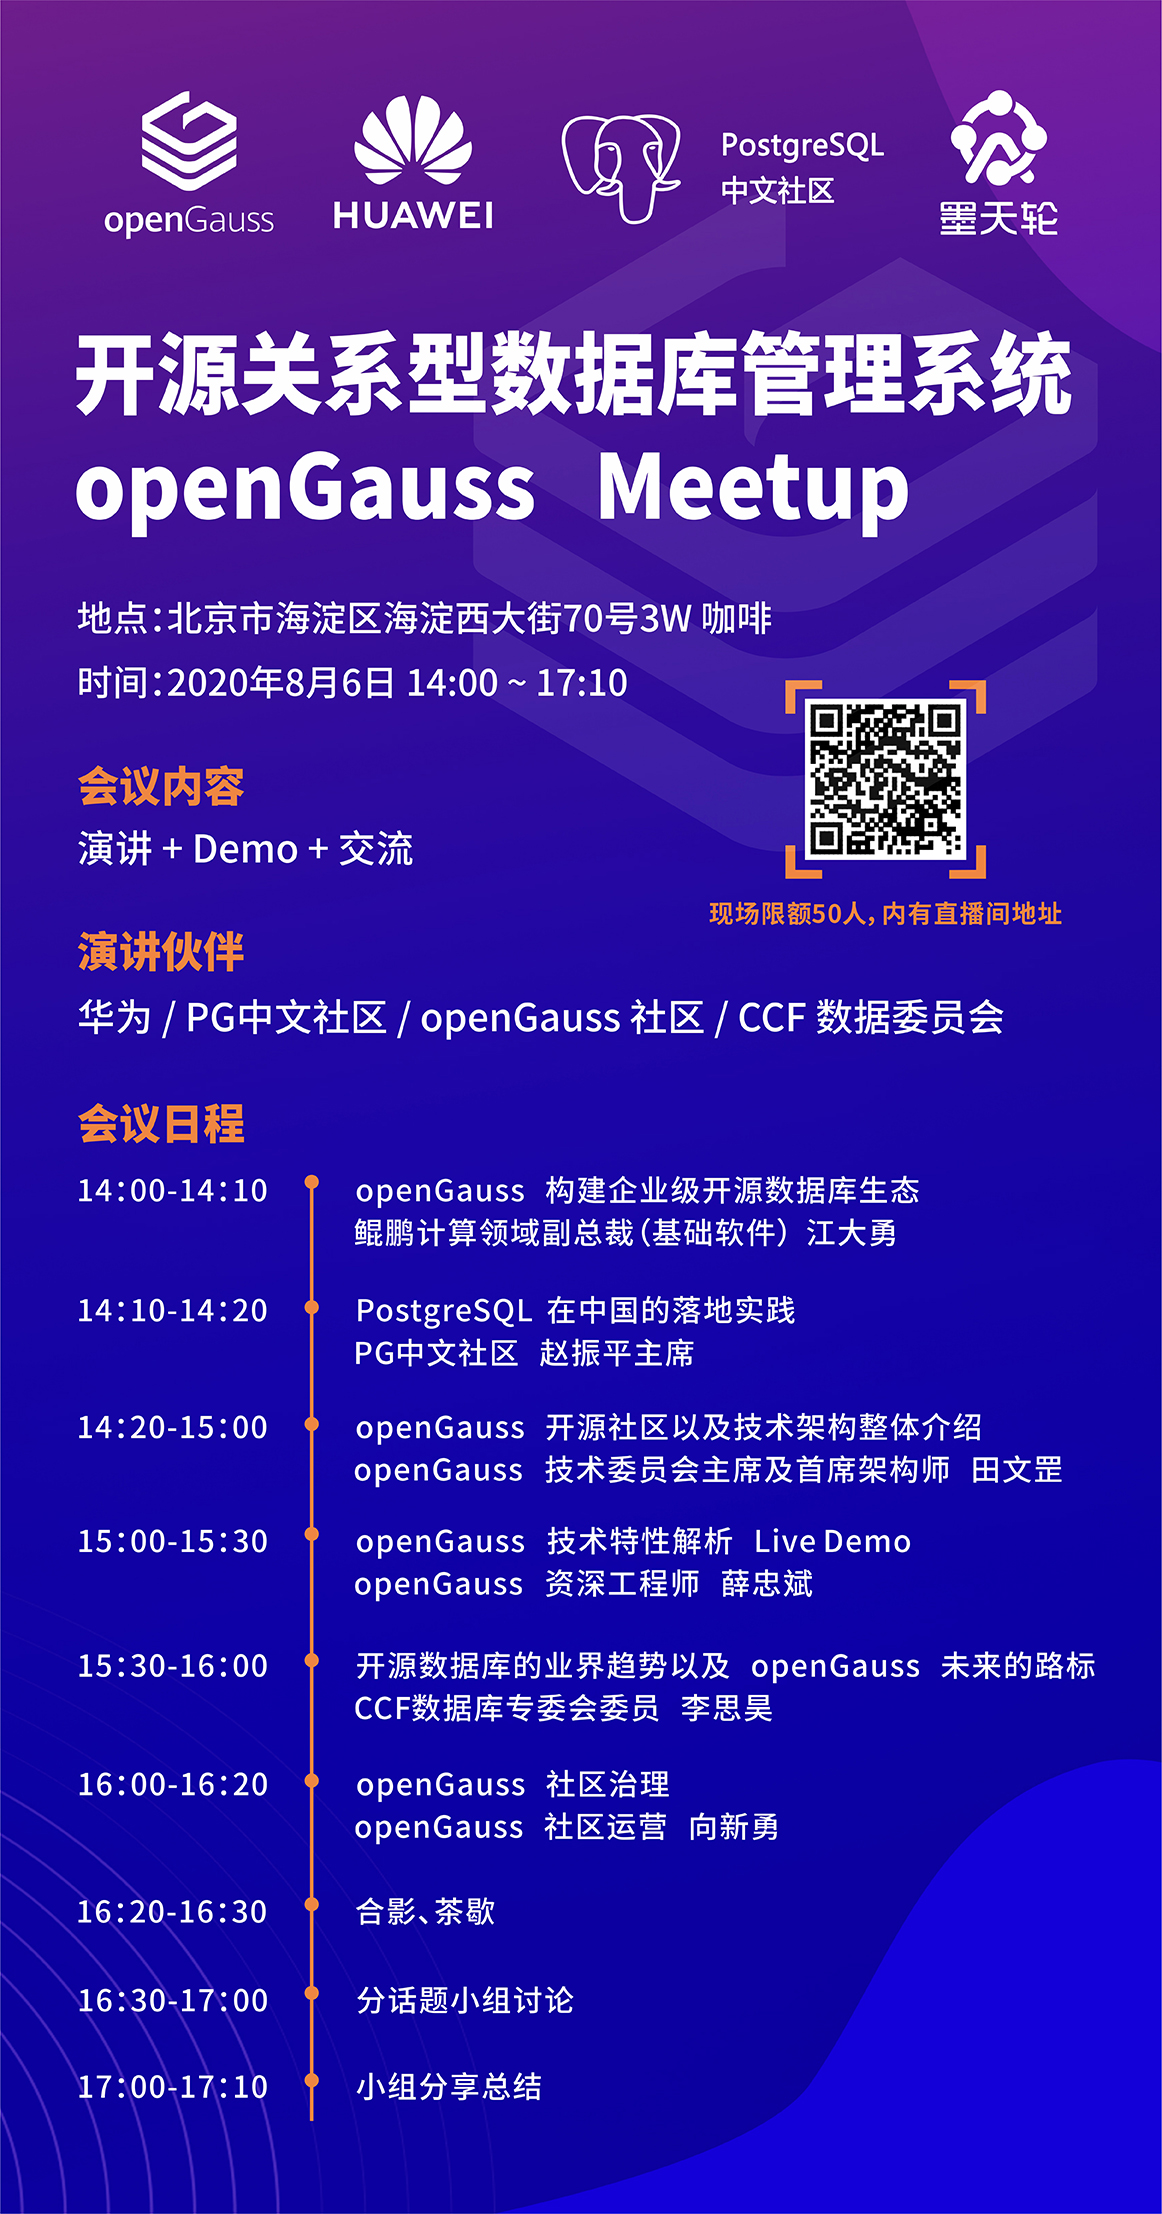 openGauss
HUAWEI
PostgreSQL
中文社区
墨天轮
开源关系型数据库管理系统
openGauss Meetup
地点：北京市海淀区海淀西大街70号3W 咖啡
时间：2020年8月6日 14:00 ~ 17:10
会议内容
演讲 + Demo + 交流
现场限额50人，内有直播间地址
演讲伙伴
华为 / PG中文社区 / openGauss 社区 / CCF 数据委员会
会议日程
14：00-14：10 openGauss 构建企业级开源数据库生态
鲲鹏计算领域副总裁（基础软件） 江大勇
14：10-14：20 PostgreSQL 在中国的落地实践
PG中文社区 赵振平主席
14：20-15：00 openGauss 开源社区以及技术架构整体介绍
openGauss 技术委员会主席及首席架构师 田文罡
15：00-15：30 openGauss 技术特性解析 Live Demo
openGauss 资深工程师 薛忠斌
15：30-16：00 开源数据库的业界趋势以及 openGauss 未来的路标
CCF数据库专委会委员 李思昊
16：00-16：20 openGauss 社区治理
openGauss 社区运营 向新勇
16：20-16：30 合影、茶歇
16：30-17：00 分话题小组讨论
17：00-17：10 小组分享总结